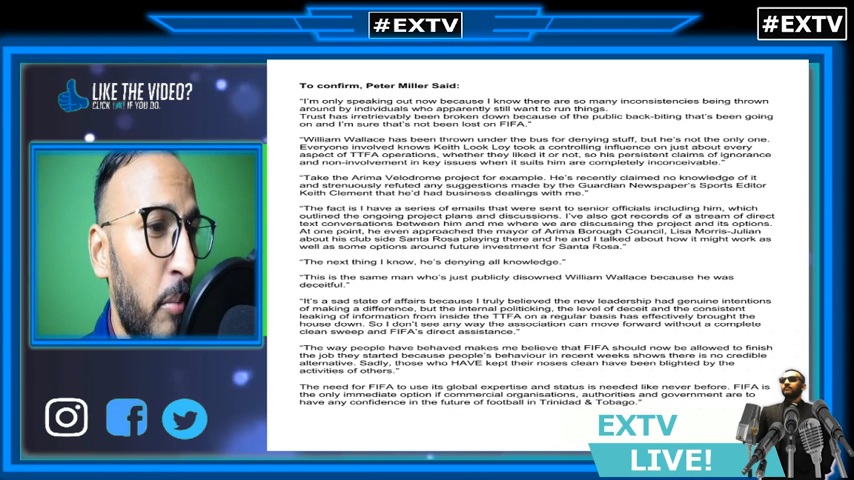 #EXTV
#EXTV
LIKE THE VIDEO?
CLICK LIKE IF YOU DO.
To confirm, Peter Miller Said:
"I'm only speaking out now because I know there are so many inconsistencies being thrown
around by individuals who apparently still want to run things.
Trust has irretrievably been broken down because of the public back-biting that's been going
on and I'm sure that's not been lost on FIFA."
"William Wallace has been thrown under the bus for denying stuff, but he's not the only one.
Everyone involved knows Keith Look Loy took a controlling influence on just about every
aspect of TTFA operations, whether they liked it or not, so his persistent claims of ignorance
and non-involvement in key issues when it suits him are completely inconceivable."
"Take the Arima Velodrome project for example. He's recently claimed no knowledge of it
and strenuously refuted any suggestions made by the Guardian Newspaper's Sports Editor
Keith Clement that he'd had business dealings with me."
"The fact is I have a series of emails that were sent to senior officials including him, which
outlined the ongoing project plans and discussions. I've also got records of a stream of direct
text conversations between him and me where we are discussing the project and its options.
At one point, he even approached the mayor of Arima Borough Council, Lisa Morris-Julian
about his club side Santa Rosa playing there and he and I talked about how it might work as
well as some options around future investment for Santa Rosa."
"The next thing I know, he's denying all knowledge."
"This is the same man who's just publicly disowned William Wallace because he was
deceitful."
"It's a sad state of affairs because I truly believed the new leadership had genuine intentions
of making a difference, but the internal politicking, the level of deceit and the consistent
leaking of information from inside the TTFA on a regular basis has effectively brought the
house down. So I don't see any way the association can move forward without a complete
clean sweep and FIFA's direct assistance."
"The way people have behaved makes me believe that FIFA should now be allowed to finish
the job they started because people's behaviour in recent weeks shows there is no credible
alternative. Sadly, those who HAVE kept their noses clean have been blighted by the
activities of others."
The need for FIFA to use its global expertise and status is needed like never before. FIFA is
the only immediate option if commercial organisations, authorities and government are to
have any confidence in the future of football in Trinidad & Tobago."
EXTV
LIVE!